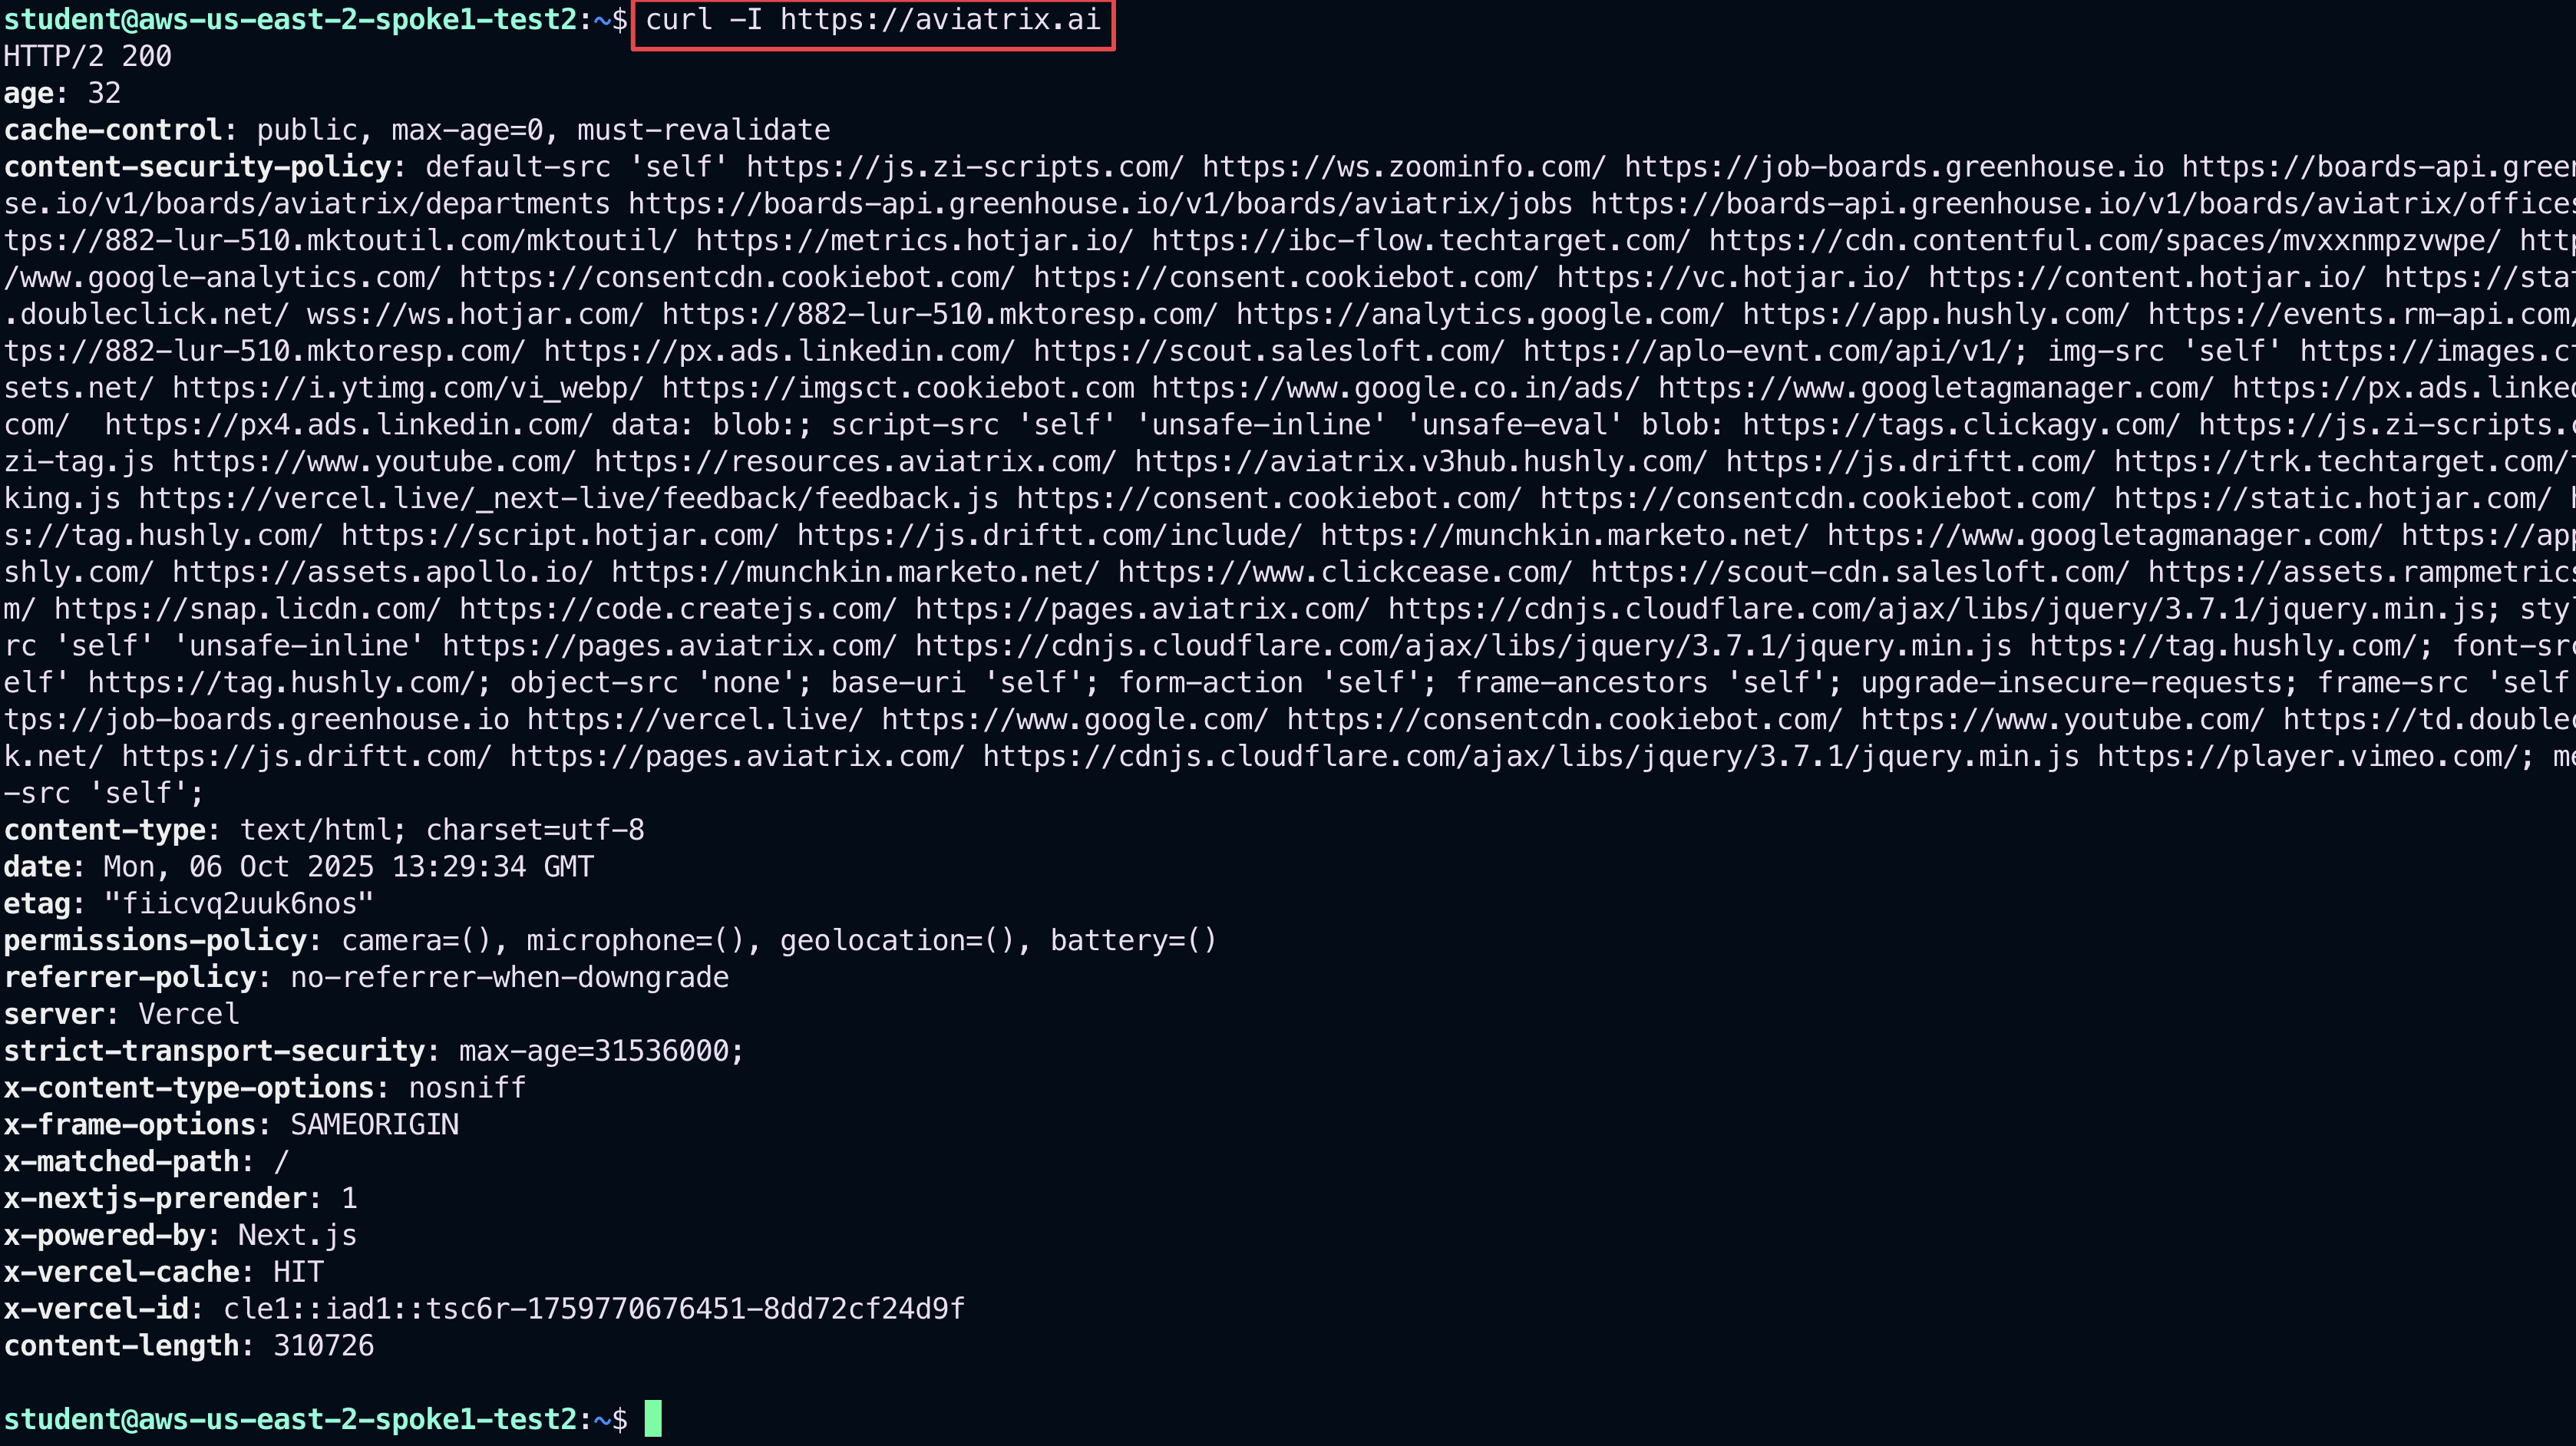 student@aws-us-east-2-spoke1-test2:~$ curl -I https://aviatrix.ai
HTTP/2 200
age: 32
cache-control: public, max-age=0, must-revalidate
content-security-policy: default-src 'self' https://js.zi-scripts.com/ https://ws.zoominfo.com/ https://job-boards.greenhouse.io https://boards-api.green
se.io/v1/boards/aviatrix/departments https://boards-api.greenhouse.io/v1/boards/aviatrix/jobs https://boards-api.greenhouse.io/v1/boards/aviatrix/offices
tps://882-lur-510.mktoutil.com/mktoutil/ https://metrics.hotjar.io/ https://ibc-flow.techtarget.com/ https://cdn.contentful.com/spaces/mvxxnmpzvwpe/ http
/www.google-analytics.com/ https://consentcdn.cookiebot.com/ https://consent.cookiebot.com/ https://vc.hotjar.io/ https://content.hotjar.io/ https://sta
.doubleclick.net/ wss://ws.hotjar.com/ https://882-lur-510.mktoresp.com/ https://analytics.google.com/ https://app.hushly.com/ https://events.rm-api.com/
tps://882-lur-510.mktoresp.com/ https://px.ads.linkedin.com/ https://scout.salesloft.com/ https://aplo-evnt.com/api/v1/; img-src 'self' https://images.ct
sets.net/ https://i.ytimg.com/vi_webp/ https://imgsct.cookiebot.com https://www.google.co.in/ads/ https://www.googletagmanager.com/ https://px.ads.linked
com/  https://px4.ads.linkedin.com/ data: blob:; script-src 'self' 'unsafe-inline' 'unsafe-eval' blob: https://tags.clickagy.com/ https://js.zi-scripts.c
zi-tag.js https://www.youtube.com/ https://resources.aviatrix.com/ https://aviatrix.v3hub.hushly.com/ https://js.driftt.com/ https://trk.techtarget.com/t
king.js https://vercel.live/_next-live/feedback/feedback.js https://consent.cookiebot.com/ https://consentcdn.cookiebot.com/ https://static.hotjar.com/ h
s://tag.hushly.com/ https://script.hotjar.com/ https://js.driftt.com/include/ https://munchkin.marketo.net/ https://www.googletagmanager.com/ https://app
shly.com/ https://assets.apollo.io/ https://munchkin.marketo.net/ https://www.clickcease.com/ https://scout-cdn.salesloft.com/ https://assets.rampmetrics
m/ https://snap.licdn.com/ https://code.createjs.com/ https://pages.aviatrix.com/ https://cdnjs.cloudflare.com/ajax/libs/jquery/3.7.1/jquery.min.js; styl
rc 'self' 'unsafe-inline' https://pages.aviatrix.com/ https://cdnjs.cloudflare.com/ajax/libs/jquery/3.7.1/jquery.min.js https://tag.hushly.com/; font-src
elf' https://tag.hushly.com/; object-src 'none'; base-uri 'self'; form-action 'self'; frame-ancestors 'self'; upgrade-insecure-requests; frame-src 'self
tps://job-boards.greenhouse.io https://vercel.live/ https://www.google.com/ https://consentcdn.cookiebot.com/ https://www.youtube.com/ https://td.doublec
k.net/ https://js.driftt.com/ https://pages.aviatrix.com/ https://cdnjs.cloudflare.com/ajax/libs/jquery/3.7.1/jquery.min.js https://player.vimeo.com/; me
-src 'self';
content-type: text/html; charset=utf-8
date: Mon, 06 Oct 2025 13:29:34 GMT
etag: "fiicvq2uuk6nos"
permissions-policy: camera=(), microphone=(), geolocation=(), battery=()
referrer-policy: no-referrer-when-downgrade
server: Vercel
strict-transport-security: max-age=31536000;
x-content-type-options: nosniff
x-frame-options: SAMEORIGIN
x-matched-path: /
x-nextjs-prerender: 1
x-powered-by: Next.js
x-vercel-cache: HIT
x-vercel-id: cle1::iad1::tsc6r-1759770676451-8dd72cf24d9f
content-length: 310726
student@aws-us-east-2-spoke1-test2:~$